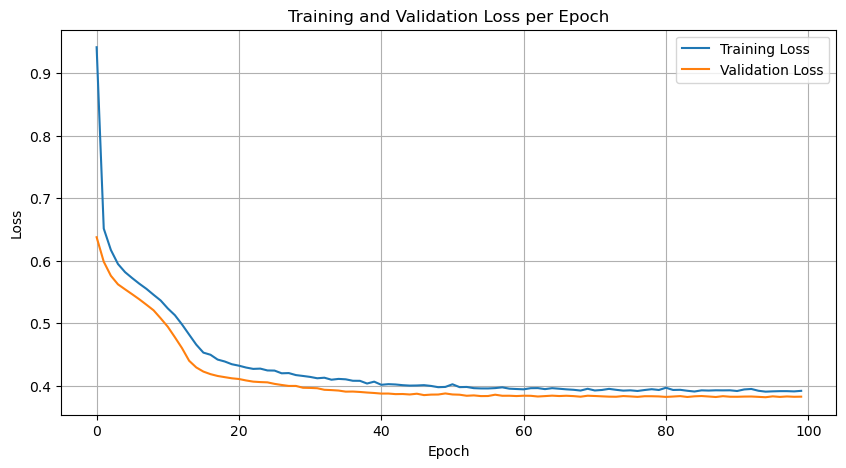 Training and Validation Loss per Epoch
Training Loss
Validation Loss
Loss
0.9
0.8
0.7
0.6
0.5
0.4
0 20 40 60 80 100
Epoch